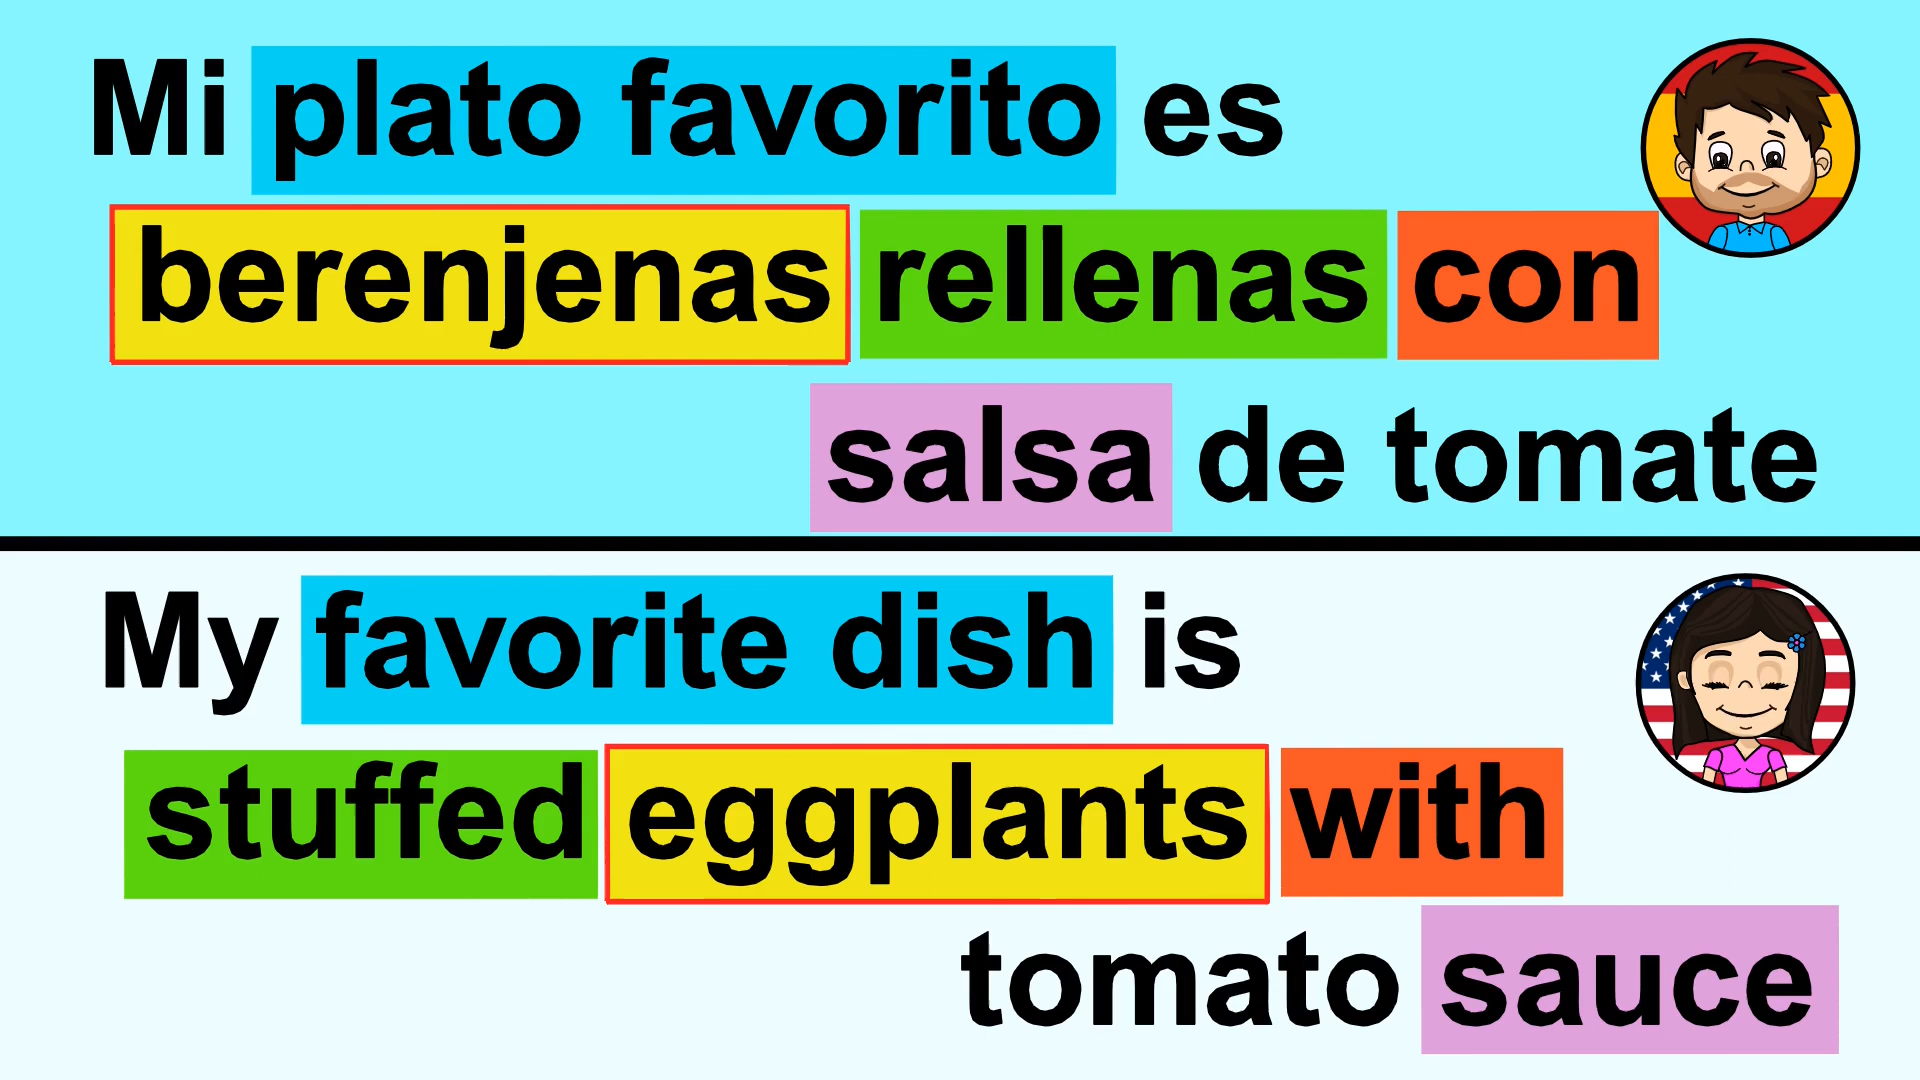 Mi plato favorito es
berenjenas rellenas con
salsa de tomate
My favorite dish is
stuffed eggplants with
tomato sauce